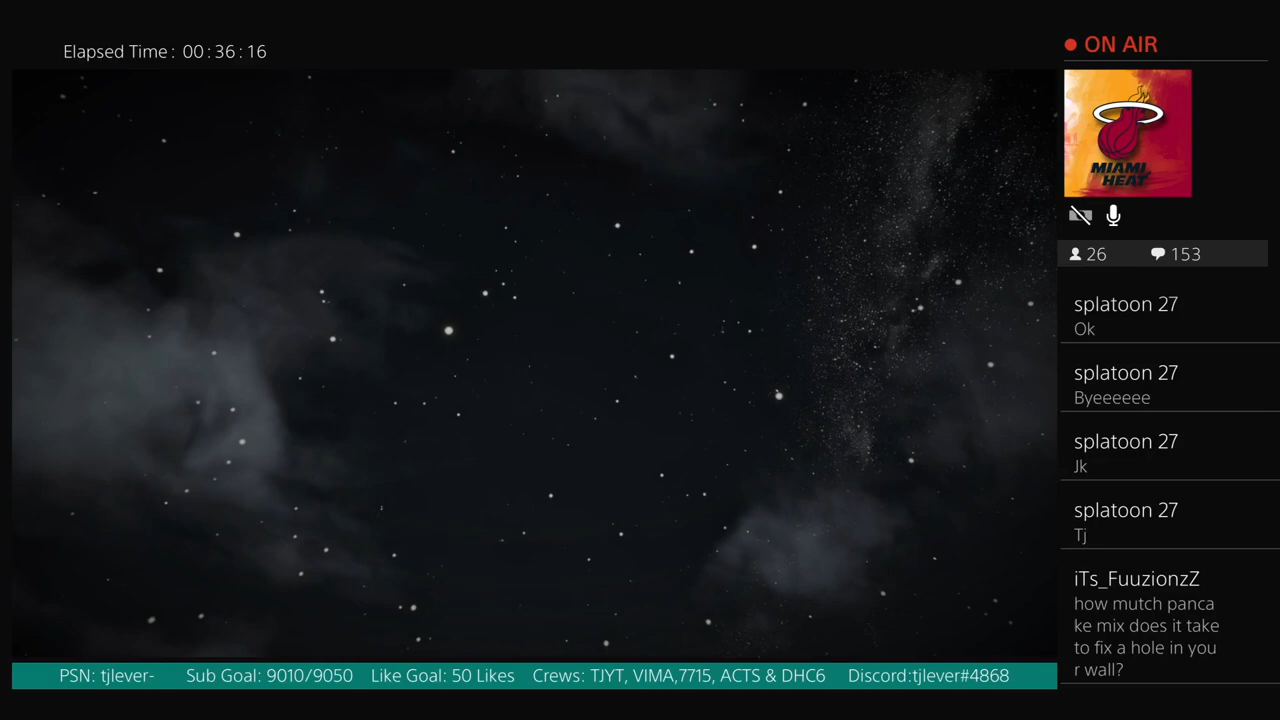 Elapsed Time: 00:36:16
ON AIR
MIAMI
HEAT
26 153
splatoon 27
Ok
splatoon 27
Byeeeeee
splatoon 27
Jk
splatoon 27
Tj
iTs_FuuzionzZ
how mutch panca
ke mix does it take
to fix a hole in you
r wall?
PSN: tjlever- Sub Goal: 9010/9050 Like Goal: 50 Likes Crews: TJYT, VIMA,7715, ACTS & DHC6 Discord:tjlever#4868